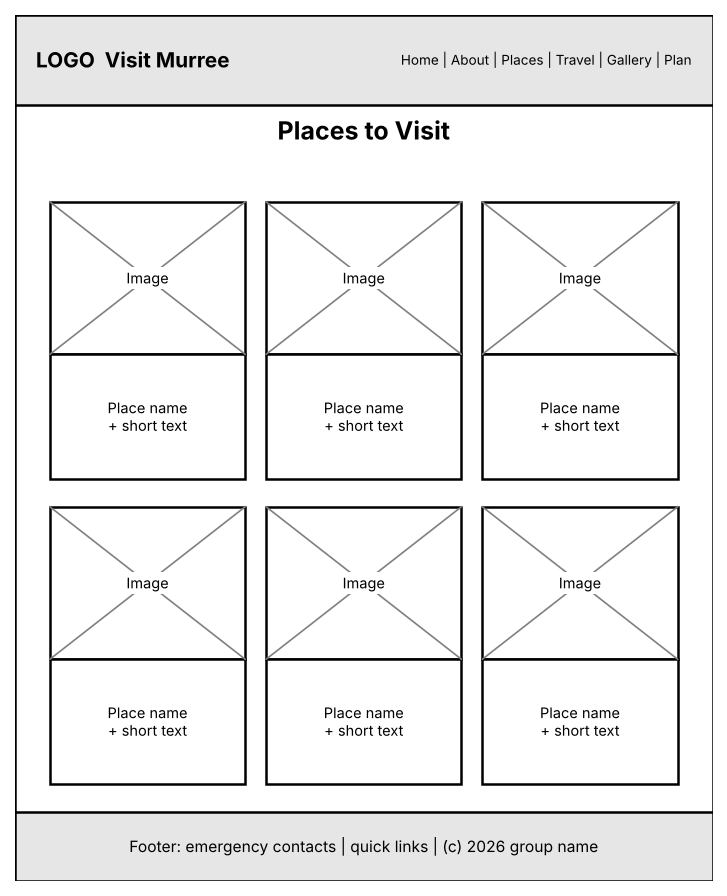 LOGO Visit Murree
Home | About | Places | Travel | Gallery | Plan
Places to Visit
Image
Image
Image
Place name
+ short text
Place name
+ short text
Place name
+ short text
Image
Image
Image
Place name
+ short text
Place name
+ short text
Place name
+ short text
Footer: emergency contacts | quick links | (c) 2026 group name